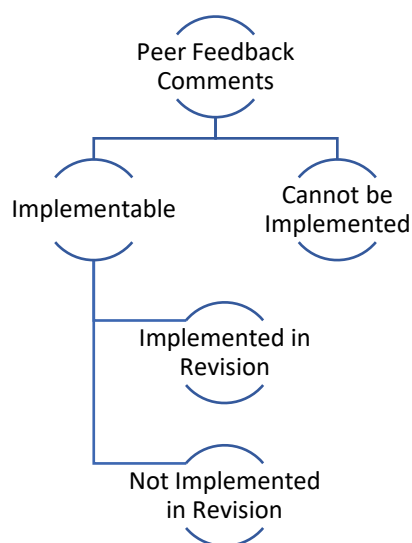 Peer Feedback
Comments
Implementable
Cannot be
Implemented
Implemented in
Revision
Not Implemented
in Revision